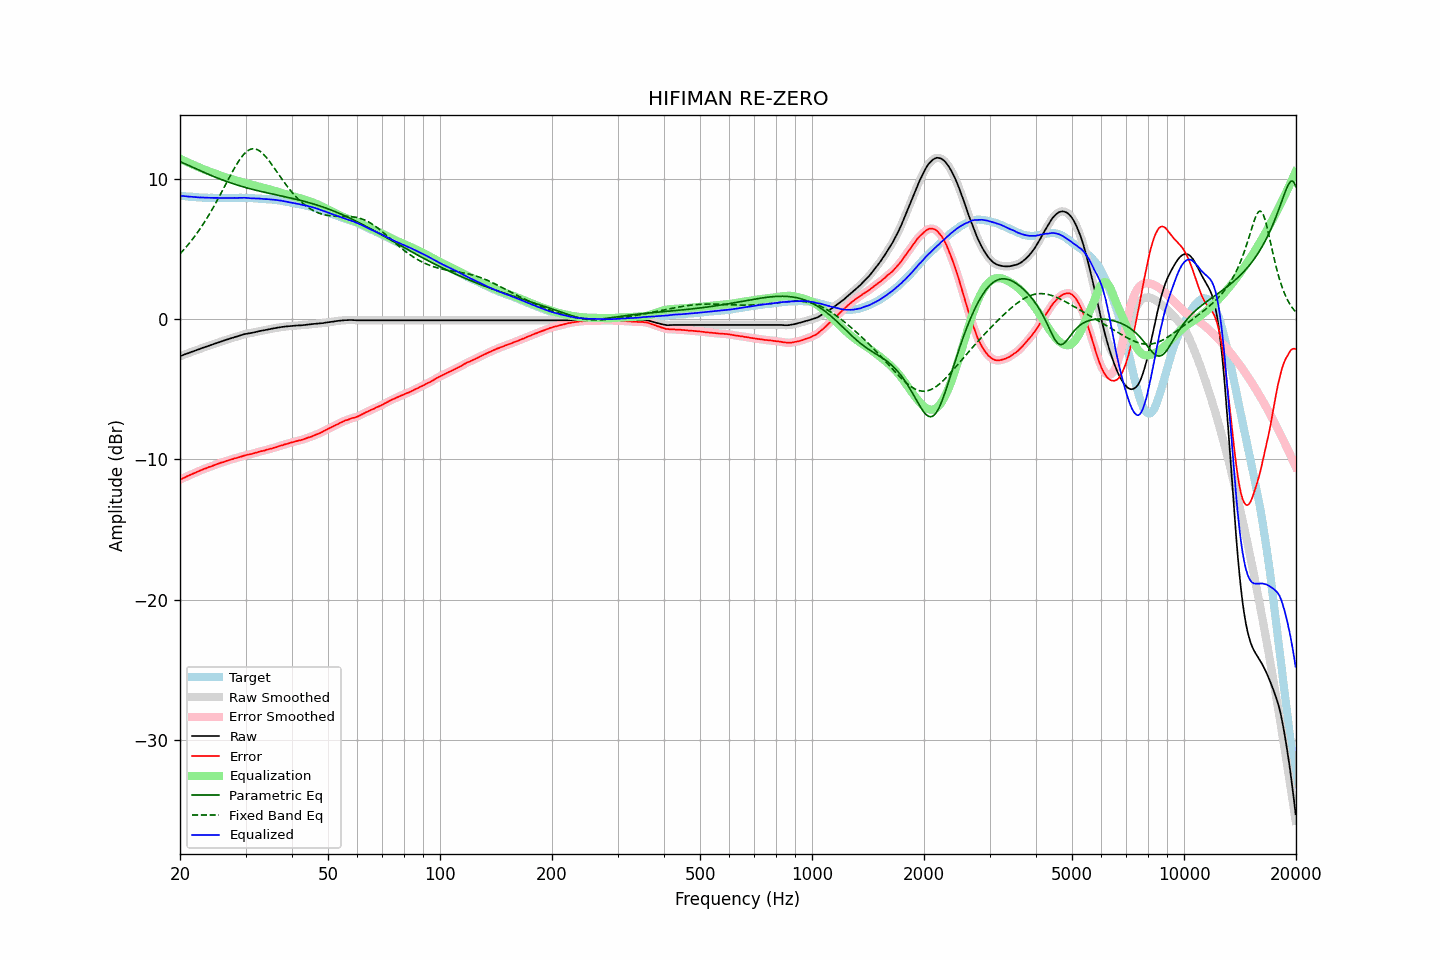 HIFIMAN RE-ZERO
10
0
−10
−20
−30
Amplitude (dBr)
Target
Raw Smoothed
Error Smoothed
Raw
Error
Equalization
Parametric Eq
Fixed Band Eq
Equalized
20 50 100 200 500 1000 2000 5000 10000 20000
Frequency (Hz)